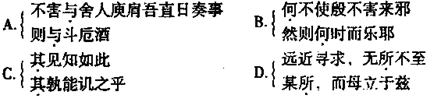 A.{ 不害与舍人庾肩吾直日奏事
则与斗卮酒
B.{ 何不使殷不害来邪
然则何时而乐耶
C.{ 其见知如此
其孰能讥之乎
D.{ 远近寻求，无所不至
某所，而母立于兹